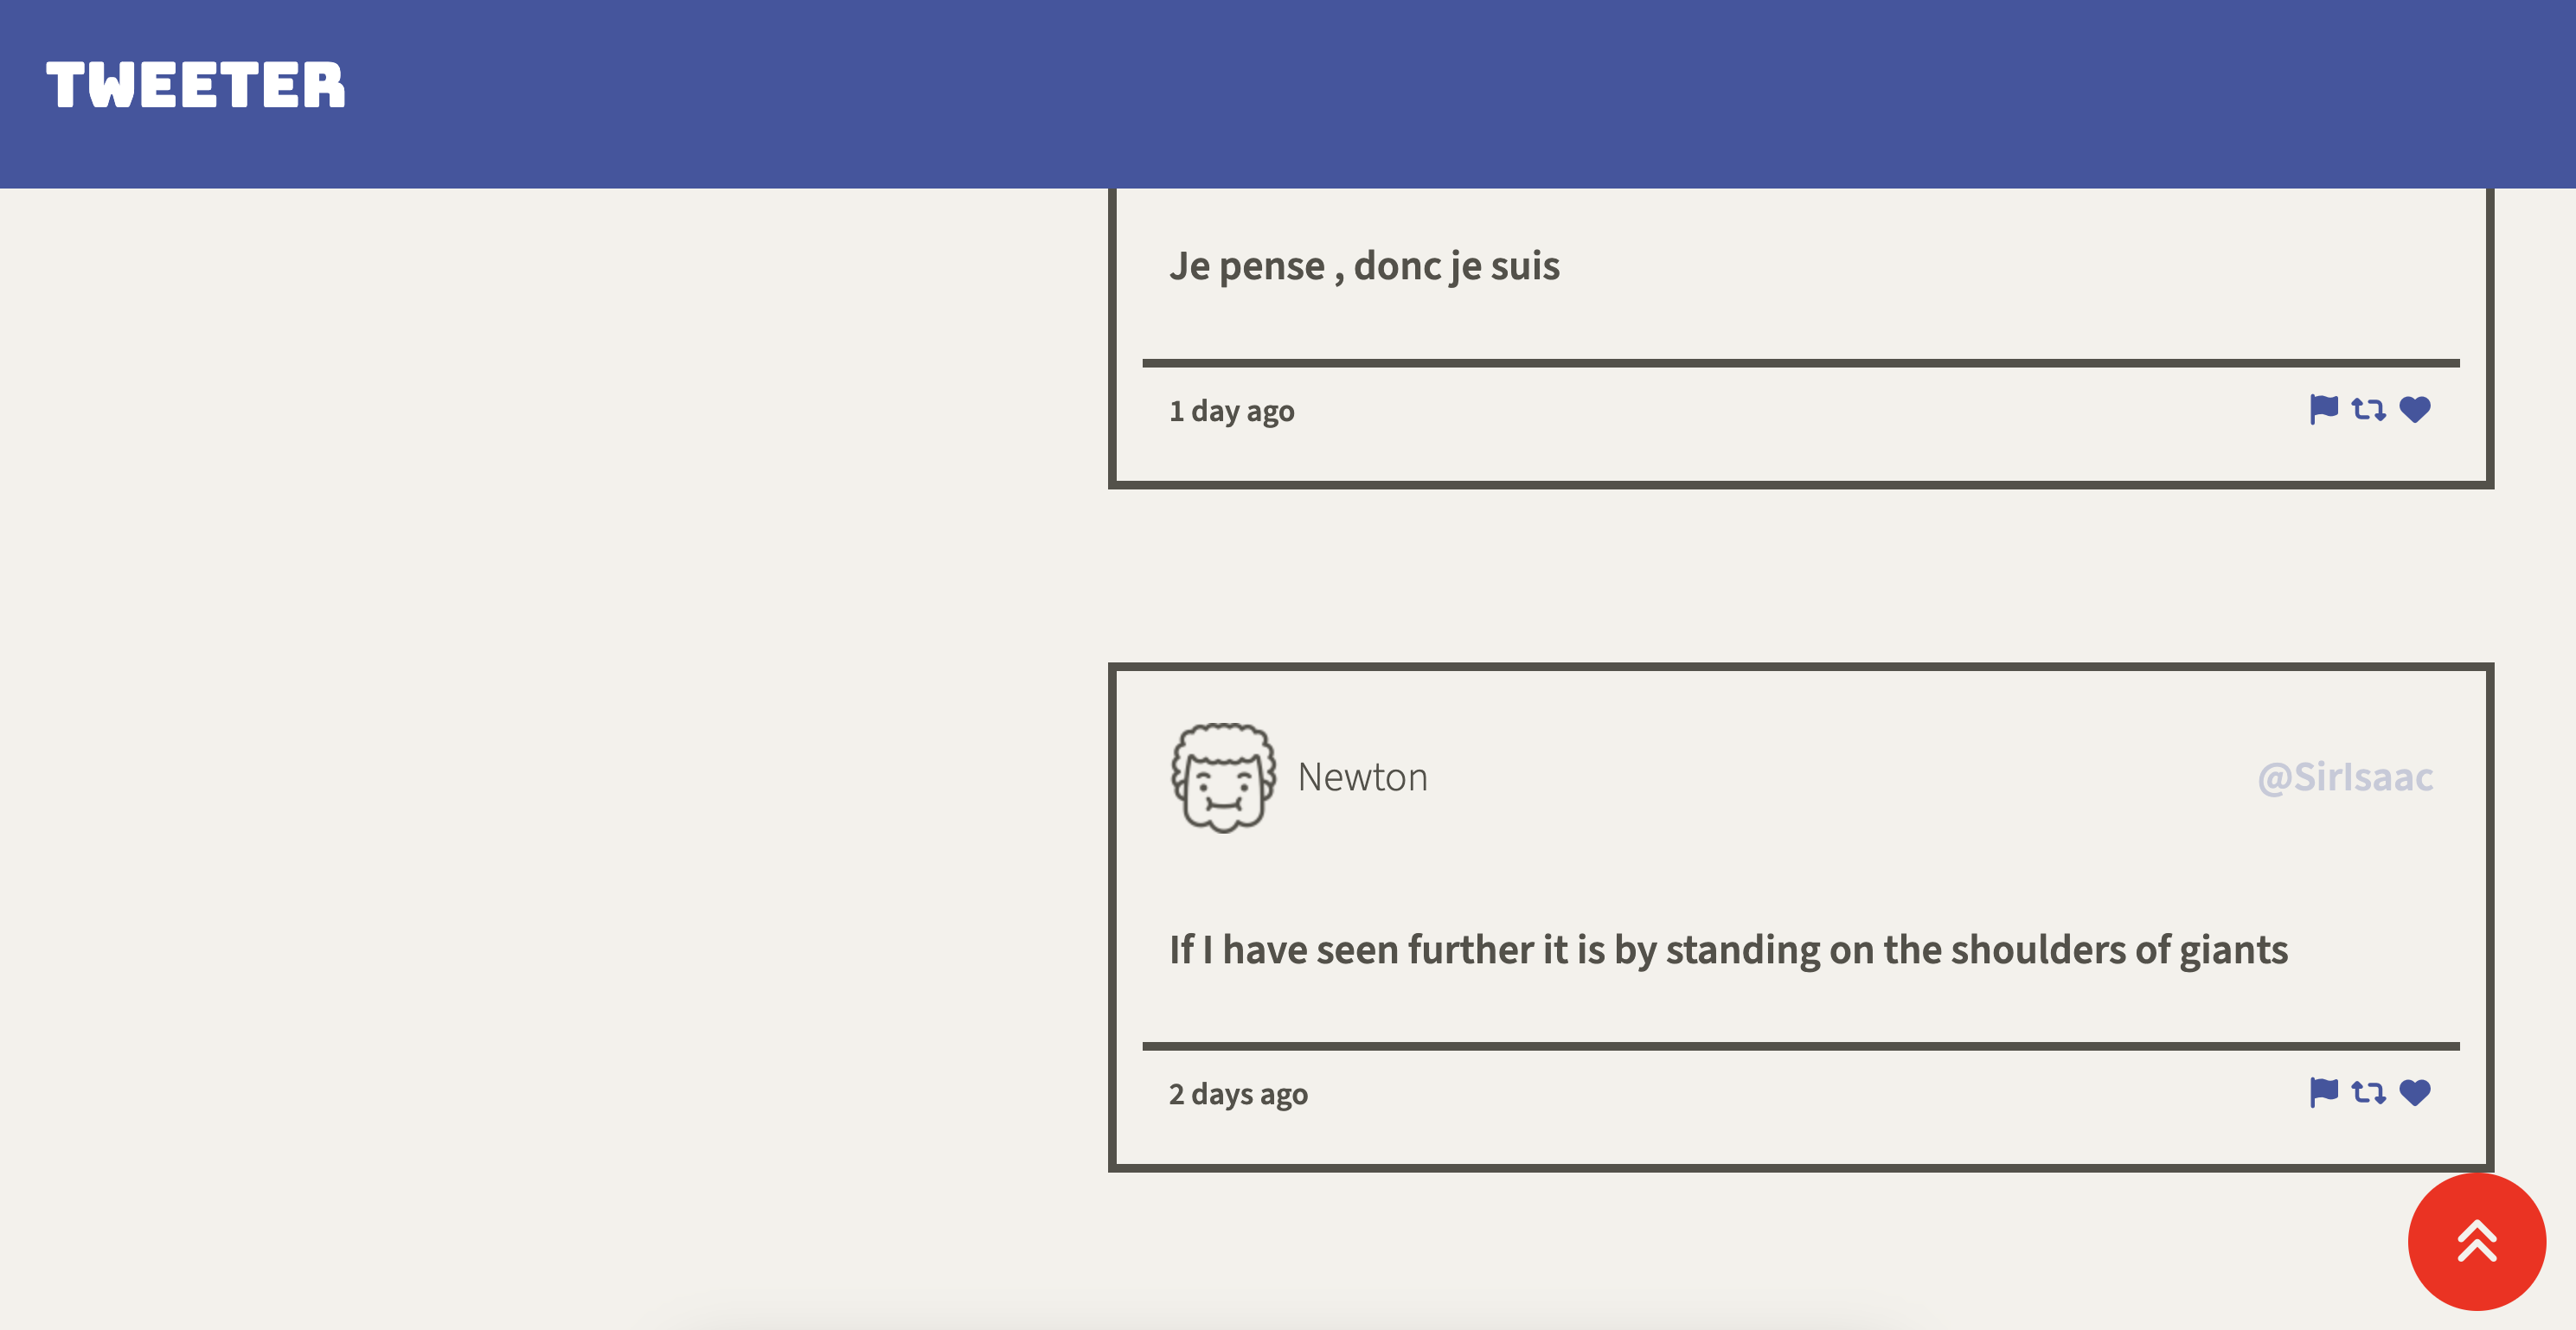 TWEETER
Je pense , donc je suis
1 day ago
Newton
@SirIsaac
If I have seen further it is by standing on the shoulders of giants
2 days ago